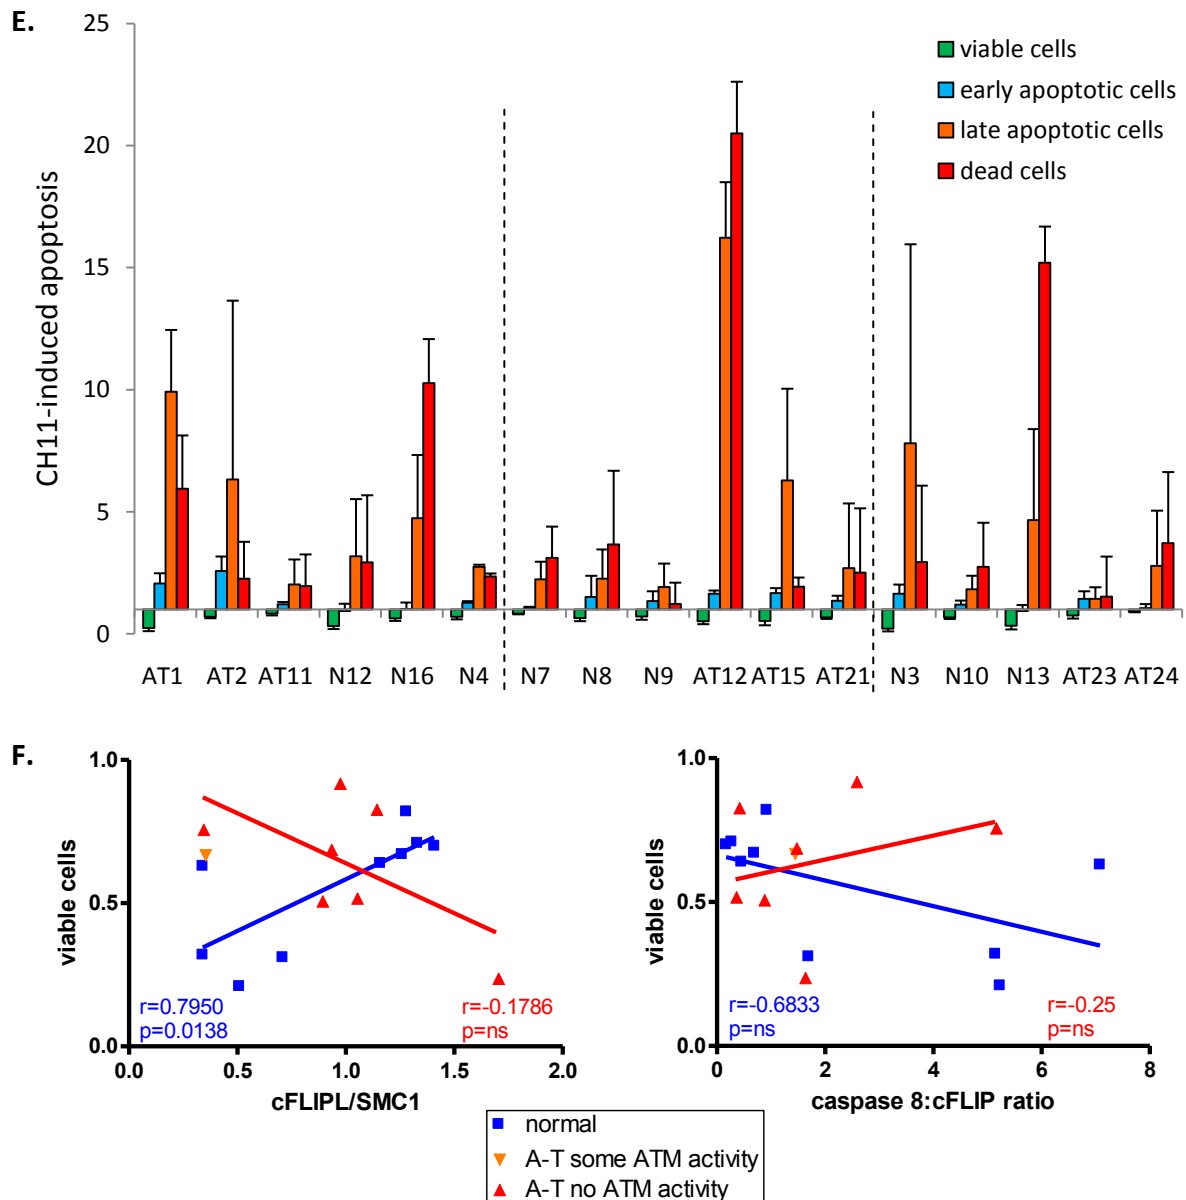 E.
25
20
15
10
5
0
CH11-induced apoptosis
viable cells
early apoptotic cells
late apoptotic cells
dead cells
AT1 AT2 AT11 N12 N16 N4 N7 N8 N9 AT12 AT15 AT21 N3 N10 N13 AT23 AT24
F.
1.0
0.5
0.0
viable cells
r=0.7950
p=0.0138
r=-0.1786
p=ns
0.0 0.5 1.0 1.5 2.0
cFLIPL/SMC1
1.0
0.5
0.0
viable cells
r=-0.6833
p=ns
r=-0.25
p=ns
0 2 4 6 8
caspase 8:cFLIP ratio
normal
A-T some ATM activity
A-T no ATM activity